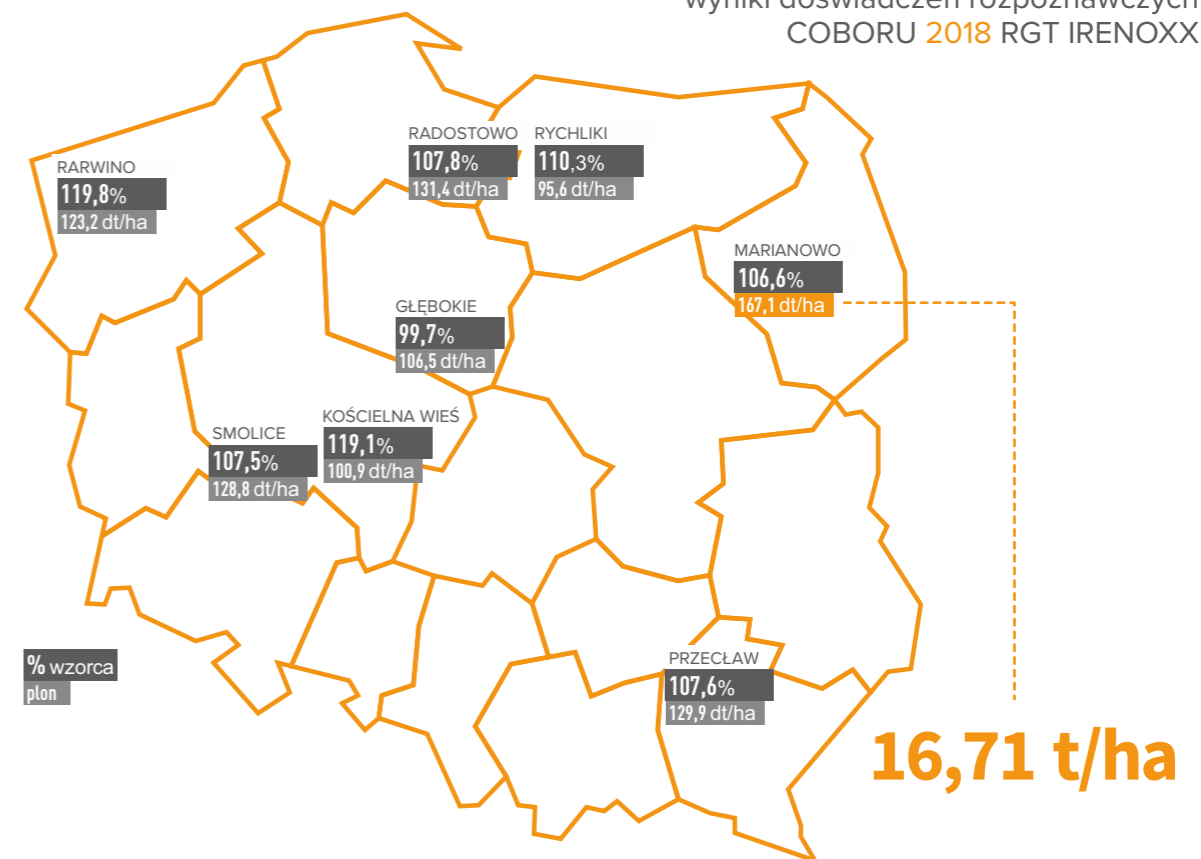 wyniki doświadczeń rozpoznawczych
COBORU 2018 RGT IRENOXX
RADOSTOWO
107,8%
131,4 dt/ha
RYCHLIKI
110,3%
95,6 dt/ha
RARWINO
119,8%
123,2 dt/ha
MARIANOWO
106,6%
167,1 dt/ha
GŁĘBOKIE
99,7%
106,5 dt/ha
KOŚCIELNA WIEŚ
119,1%
100,9 dt/ha
SMOLICE
107,5%
128,8 dt/ha
% wzorca
plon
PRZECŁAW
107,6%
129,9 dt/ha
16,71 t/ha